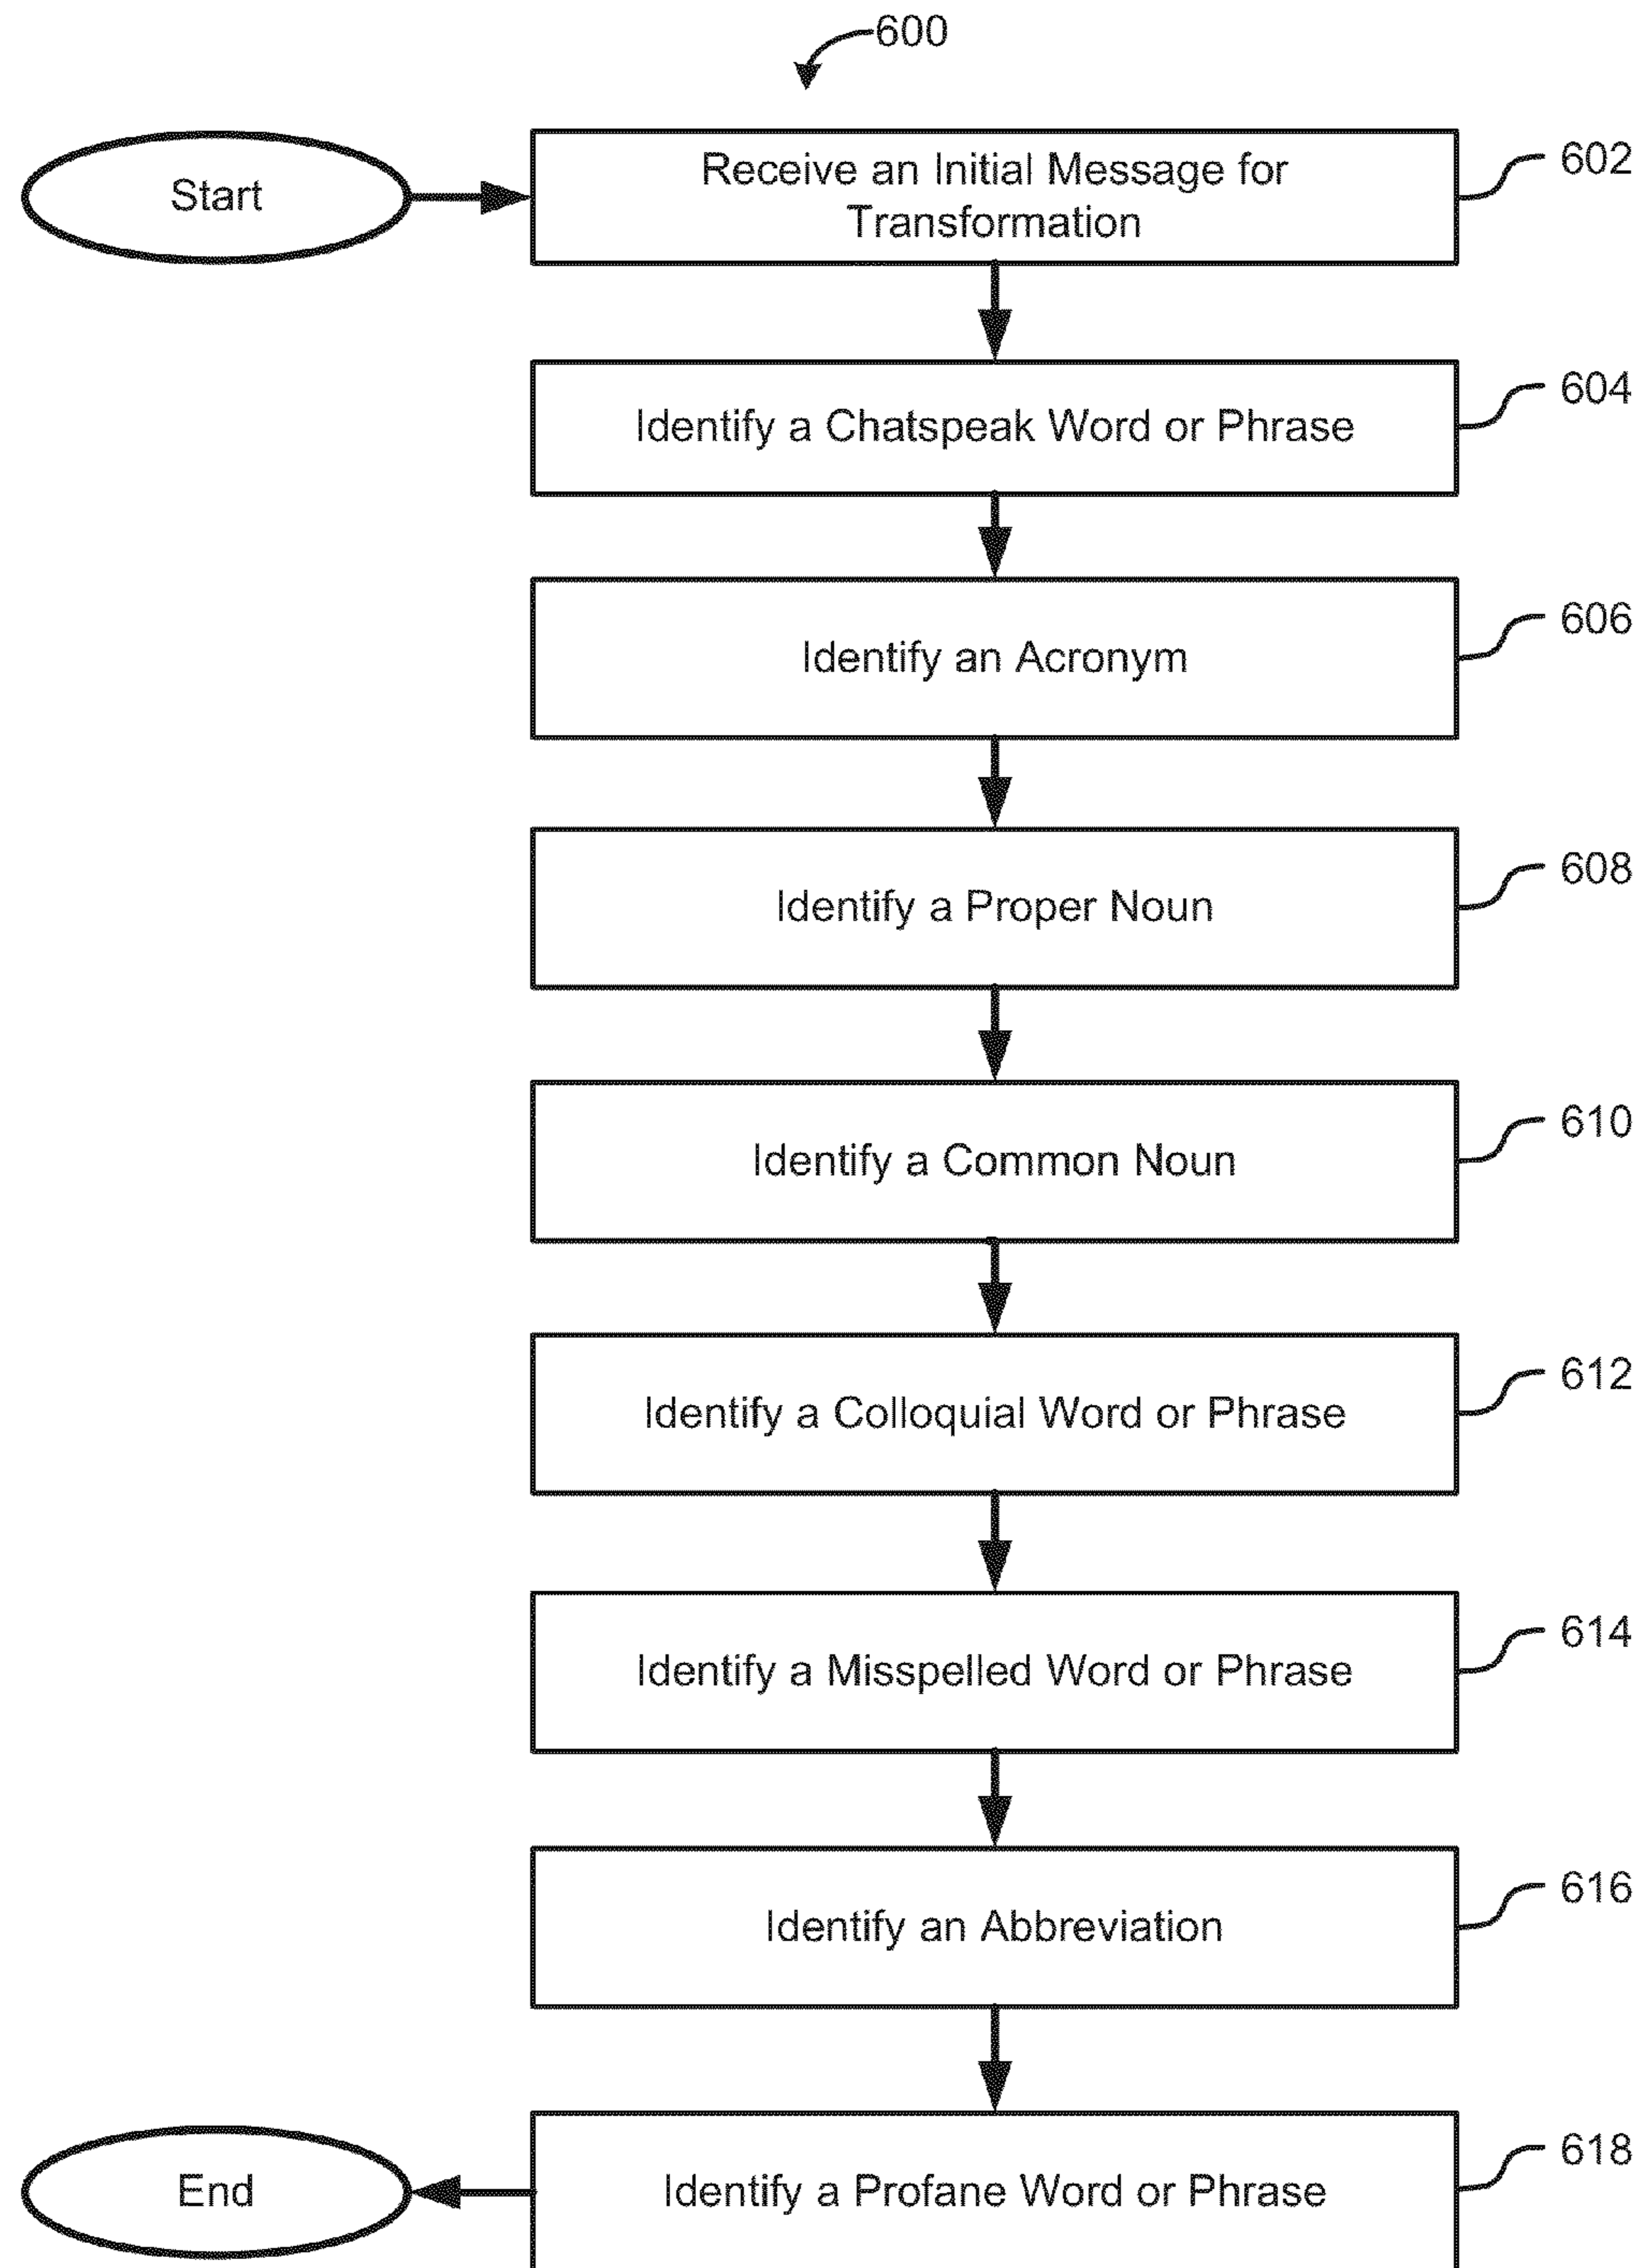 600
Start
Receive an Initial Message for
Transformation
602
Identify a Chatspeak Word or Phrase
604
Identify an Acronym
606
Identify a Proper Noun
608
Identify a Common Noun
610
Identify a Colloquial Word or Phrase
612
Identify a Misspelled Word or Phrase
614
Identify an Abbreviation
616
Identify a Profane Word or Phrase
618
End